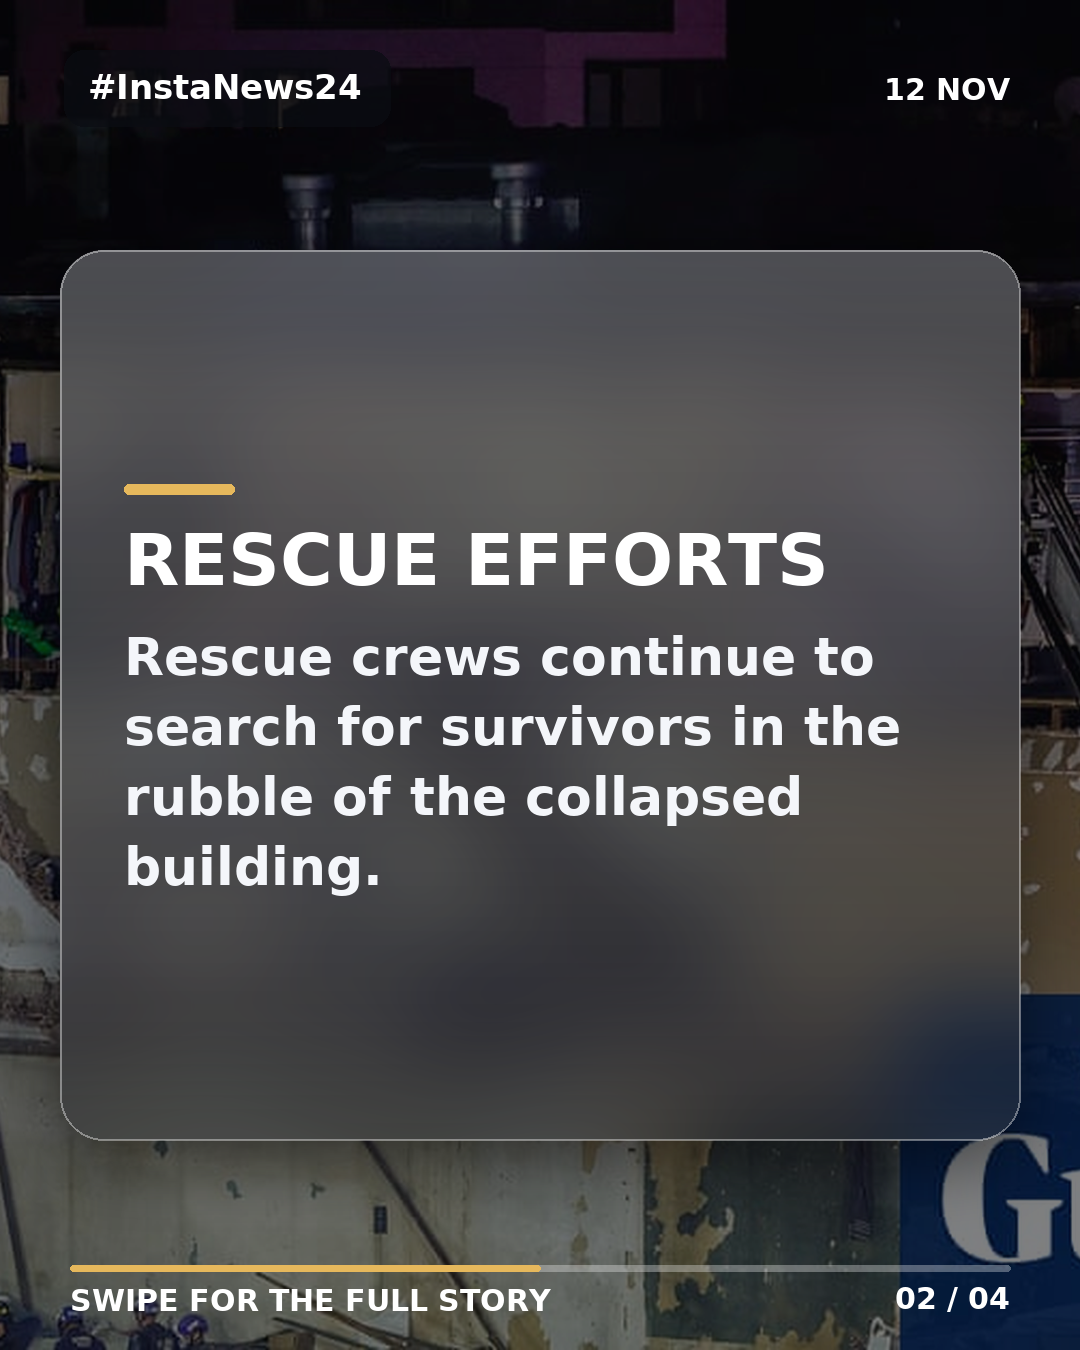 #InstaNews24
12 NOV
RESCUE EFFORTS
Rescue crews continue to
search for survivors in the
rubble of the collapsed
building.
SWIPE FOR THE FULL STORY
02 / 04